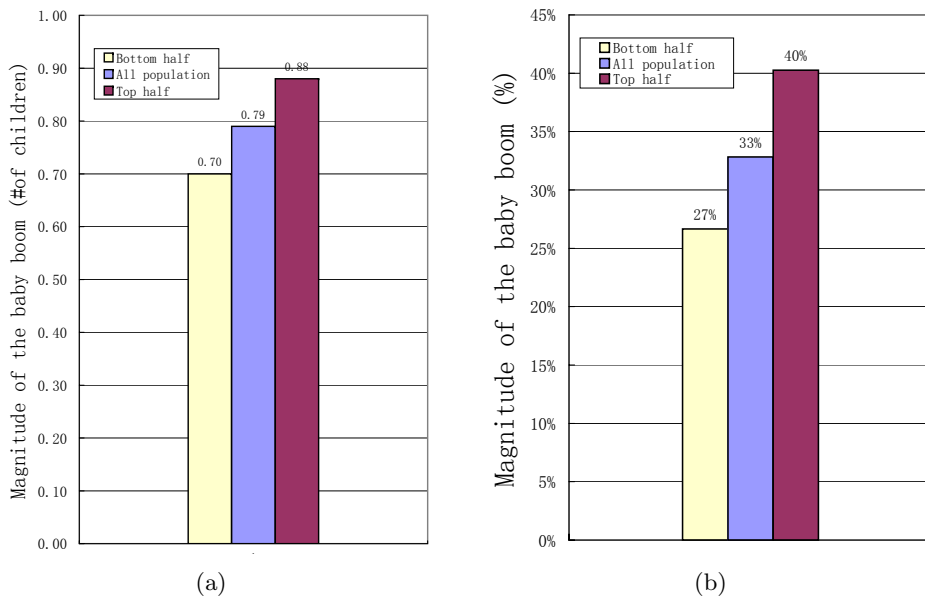 Magnitude of the baby boom (#of children)
1.00
0.90
0.80
0.70
0.60
0.50
0.40
0.30
0.20
0.10
0.00
Bottom half
All population
Top half
0.70
0.79
0.88
(a)
Magnitude of the baby boom (%)
45%
40%
35%
30%
25%
20%
15%
10%
5%
0%
Bottom half
All population
Top half
27%
33%
40%
(b)